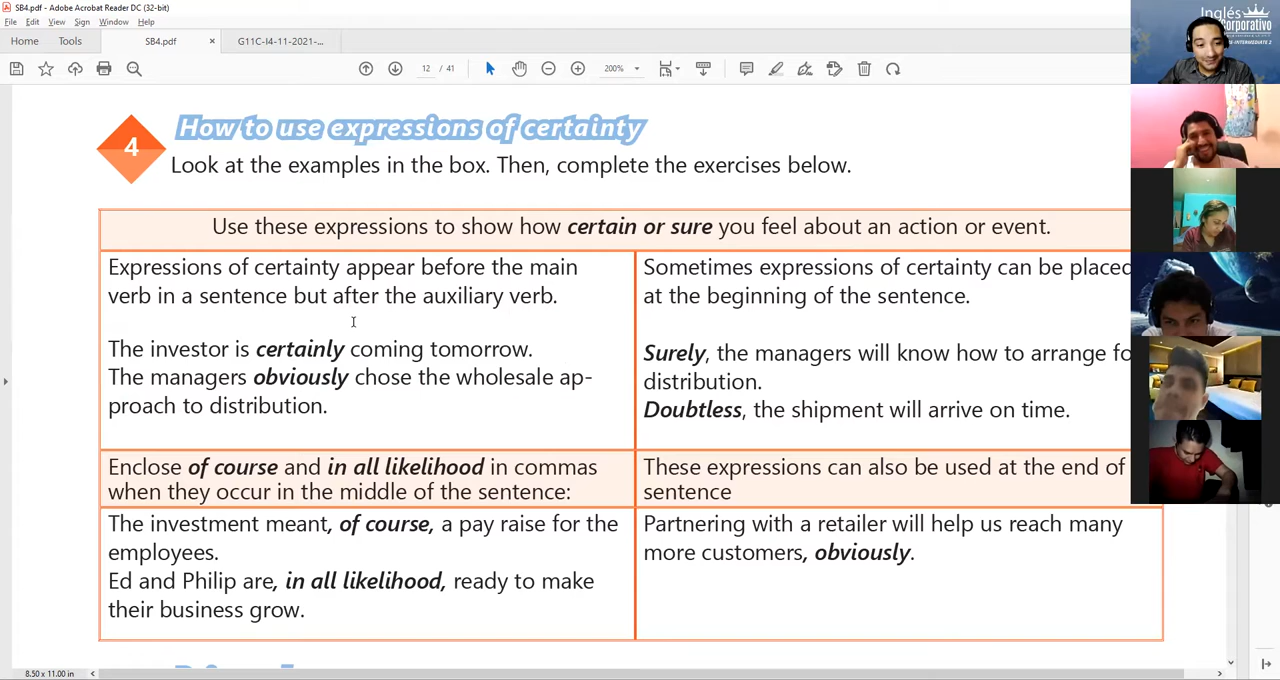 SB4.pdf - Adobe Acrobat Reader DC (32-bit)
File Edit View Sign Window Help
Home Tools SB4.pdf × G11C-I4-11-2021-...
12 / 41 200%
4
How to use expressions of certainty
Look at the examples in the box. Then, complete the exercises below.
Use these expressions to show how certain or sure you feel about an action or event.
Expressions of certainty appear before the main
verb in a sentence but after the auxiliary verb.
The investor is certainly coming tomorrow.
The managers obviously chose the wholesale ap-
proach to distribution.
Sometimes expressions of certainty can be placed
at the beginning of the sentence.
Surely, the managers will know how to arrange fo
distribution.
Doubtless, the shipment will arrive on time.
Enclose of course and in all likelihood in commas
when they occur in the middle of the sentence:
These expressions can also be used at the end of
sentence
The investment meant, of course, a pay raise for the
employees.
Ed and Philip are, in all likelihood, ready to make
their business grow.
Partnering with a retailer will help us reach many
more customers, obviously.
8.50 x 11.00 in
Inglés
Corporativo